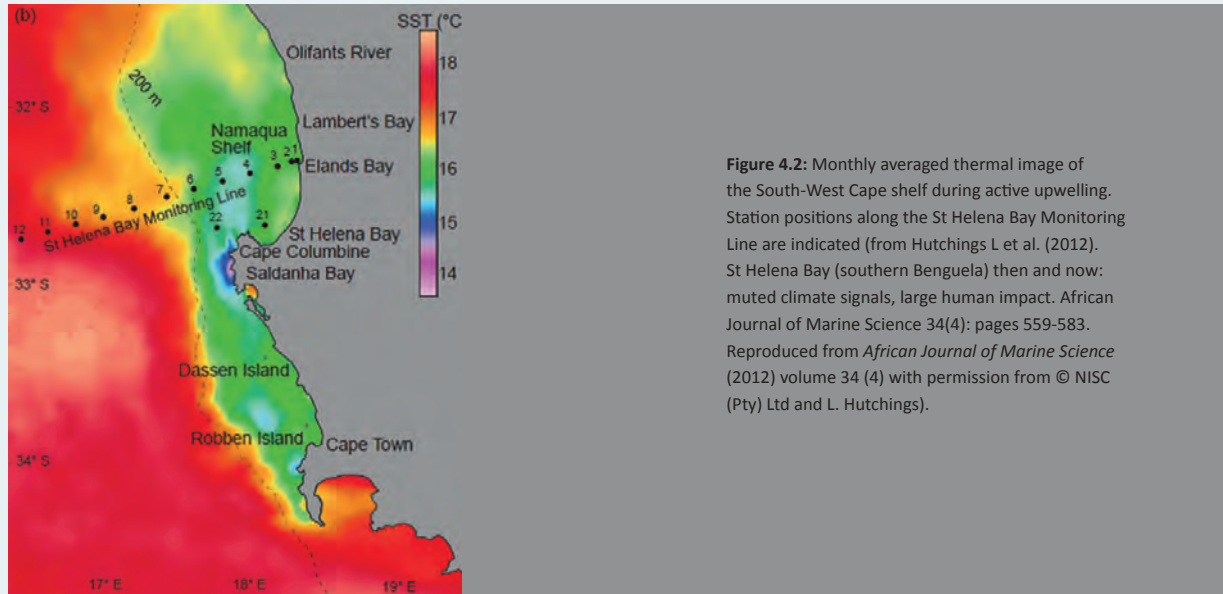 (b)
SST (°C
18
17
16
15
14
Olifants River
200 m
32° S
Lambert's Bay
Namaqua
Shelf
Elands Bay
1
2
3
4
5
6
7
8
9
10
11
12
St Helena Bay Monitoring Line
22
21
St Helena Bay
Cape Columbine
Saldanha Bay
33° S
Dassen Island
Robben Island
Cape Town
34° S
17° E
18° E
19° E
Figure 4.2: Monthly averaged thermal image of
the South-West Cape shelf during active upwelling.
Station positions along the St Helena Bay Monitoring
Line are indicated (from Hutchings L et al. (2012).
St Helena Bay (southern Benguela) then and now:
muted climate signals, large human impact. African
Journal of Marine Science 34(4): pages 559-583.
Reproduced from African Journal of Marine Science
(2012) volume 34 (4) with permission from © NISC
(Pty) Ltd and L. Hutchings).